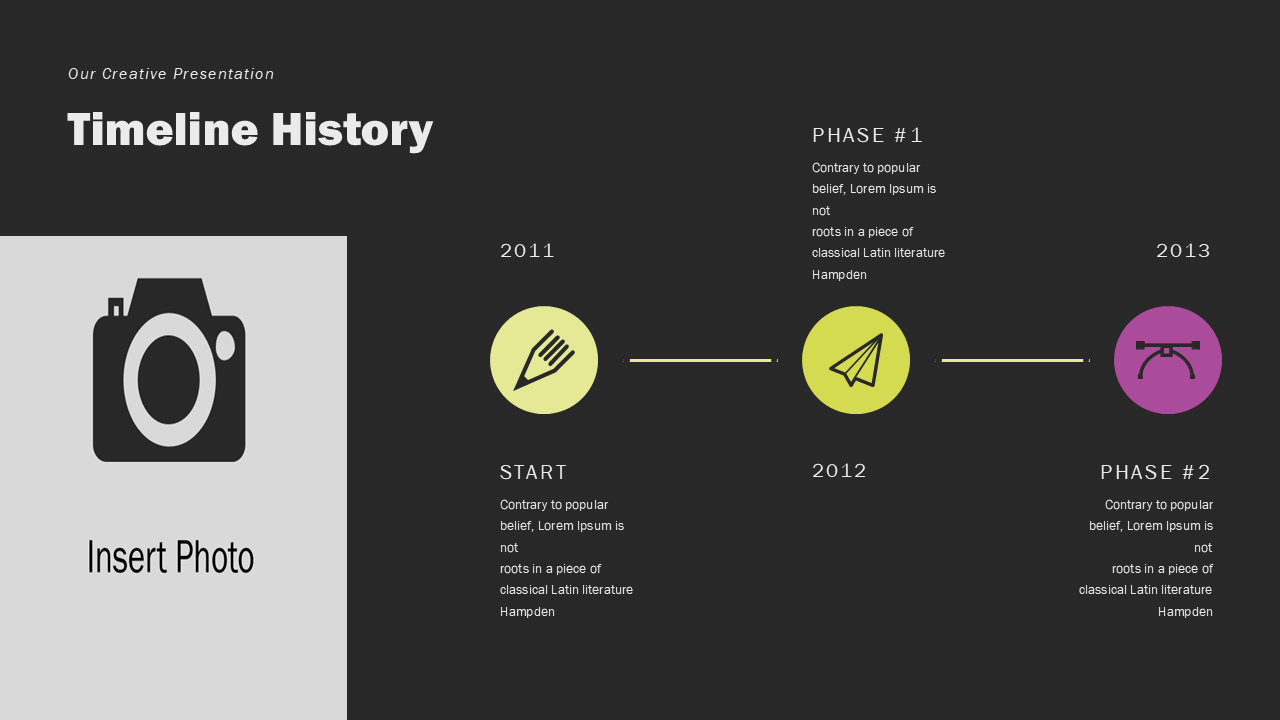 Our Creative Presentation
Timeline History
Insert Photo
2011
START
Contrary to popular
belief, Lorem Ipsum is
not
roots in a piece of
classical Latin literature
Hampden
PHASE #1
Contrary to popular
belief, Lorem Ipsum is
not
roots in a piece of
classical Latin literature
Hampden
2012
2013
PHASE #2
Contrary to popular
belief, Lorem Ipsum is
not
roots in a piece of
classical Latin literature
Hampden